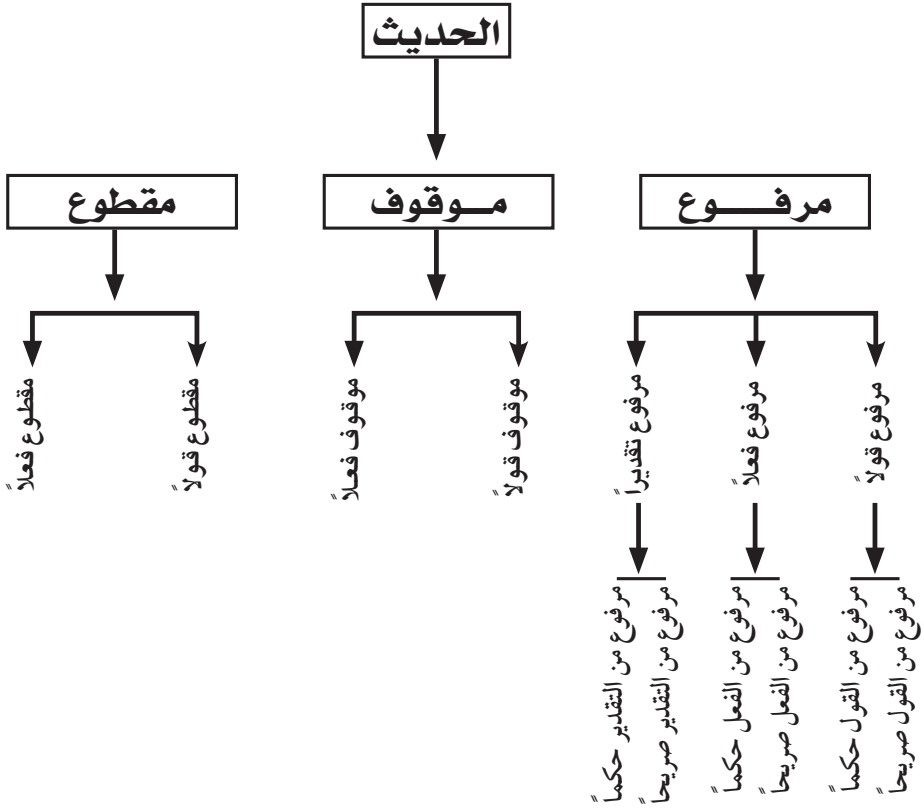 الحديث
مرفـــوع
مـوقوف
مقطوع
مرفوع قولاً
مرفوع فعلاً
مرفوع تقديراً
موقوف قولاً
موقوف فعلاً
مقطوع قولاً
مقطوع فعلاً
مرفوع من القول صريحاً
مرفوع من القول حكماً
مرفوع من الفعل صريحاً
مرفوع من الفعل حكماً
مرفوع من التقدير صريحاً
مرفوع من التقدير حكماً